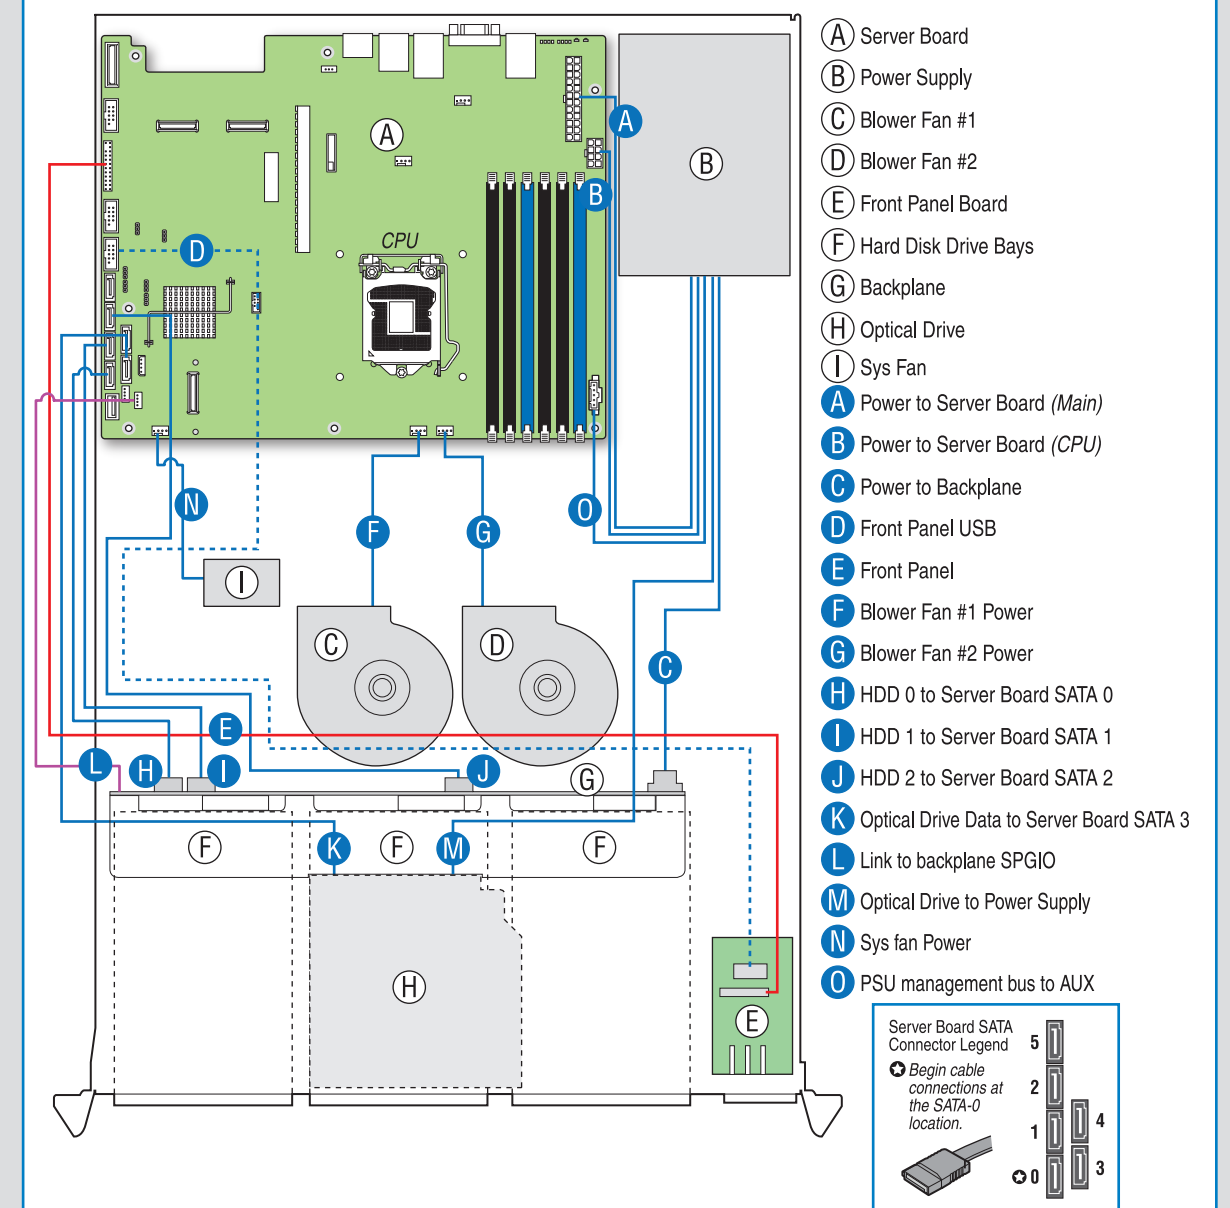 A
B
CPU
A
B
D
N
F
G
O
I
C
D
C
E
L
H
I
J
G
F
K
F
M
F
H
E
A Server Board
B Power Supply
C Blower Fan #1
D Blower Fan #2
E Front Panel Board
F Hard Disk Drive Bays
G Backplane
H Optical Drive
I Sys Fan
A Power to Server Board (Main)
B Power to Server Board (CPU)
C Power to Backplane
D Front Panel USB
E Front Panel
F Blower Fan #1 Power
G Blower Fan #2 Power
H HDD 0 to Server Board SATA 0
I HDD 1 to Server Board SATA 1
J HDD 2 to Server Board SATA 2
K Optical Drive Data to Server Board SATA 3
L Link to backplane SPGIO
M Optical Drive to Power Supply
N Sys fan Power
O PSU management bus to AUX
Server Board SATA
Connector Legend
Begin cable
connections at
the SATA-0
location.
5
2
1
4
0
3